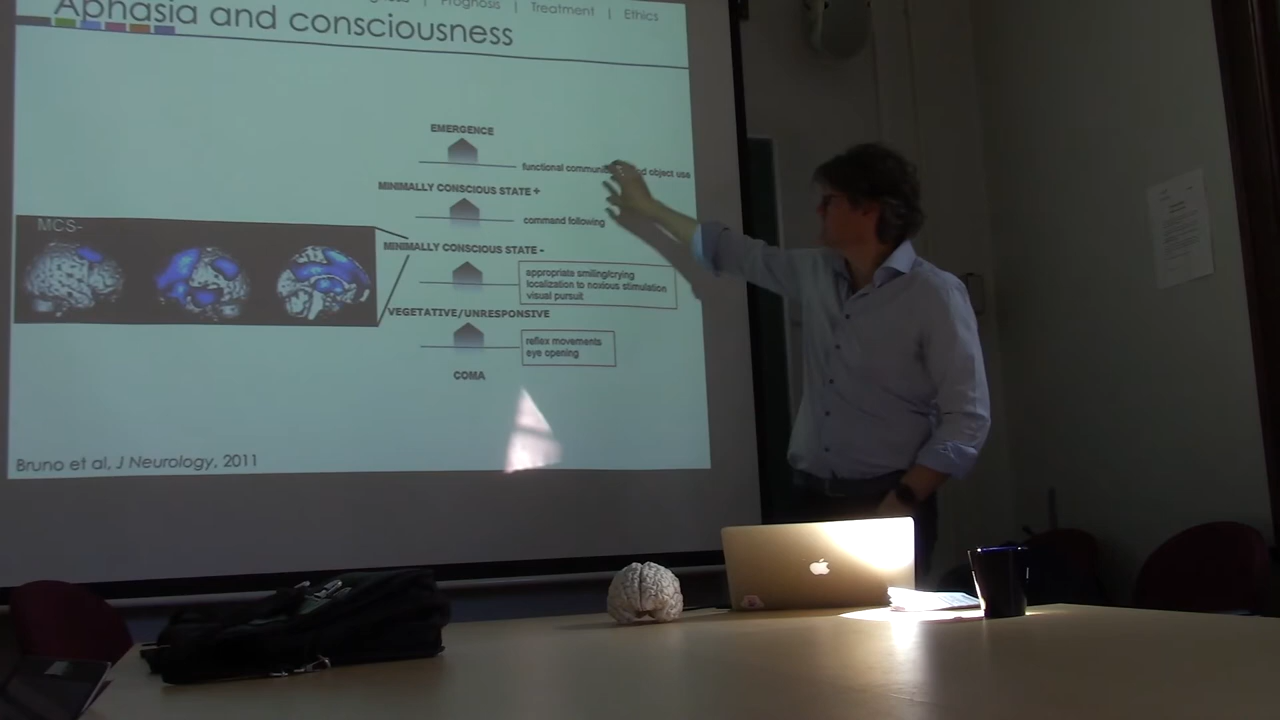 Prognosis | Treatment | Ethics
Aphasia and consciousness
EMERGENCE
functional object use
MINIMALLY CONSCIOUS STATE +
command following
MCS-
MINIMALLY CONSCIOUS STATE -
appropriate smiling/crying
localization to noxious stimulation
visual pursuit
VEGETATIVE/UNRESPONSIVE
reflex movements
eye opening
COMA
Bruno et al, J Neurology, 2011